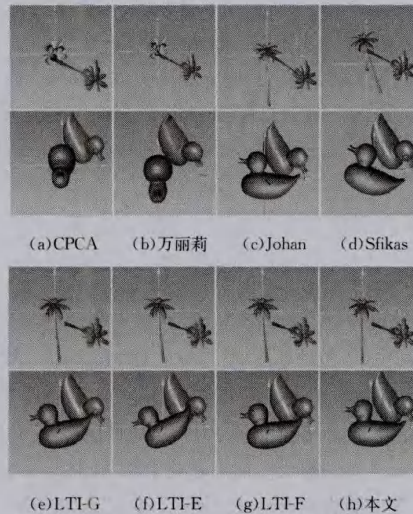 (a)CPCA (b)万丽莉 (c)Johan (d)Sfikas
(e)LTI-G (f)LTI-E (g)LTI-F (h)本文